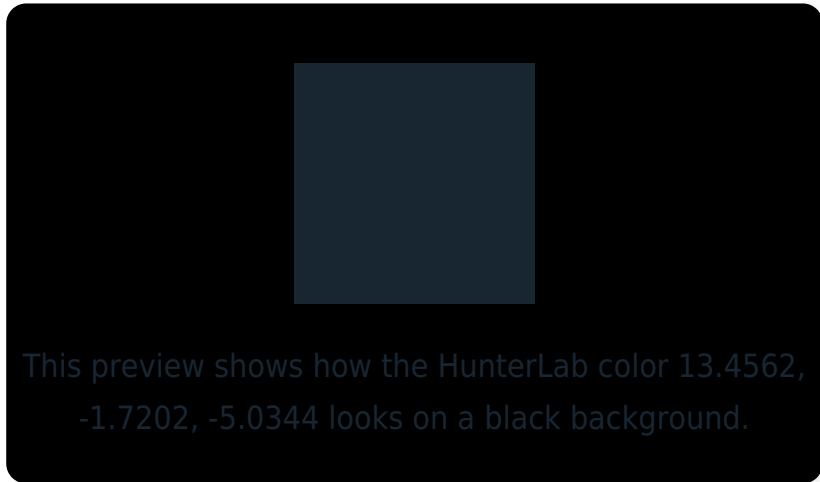 This preview shows how the HunterLab color 13.4562,
-1.7202, -5.0344 looks on a black background.